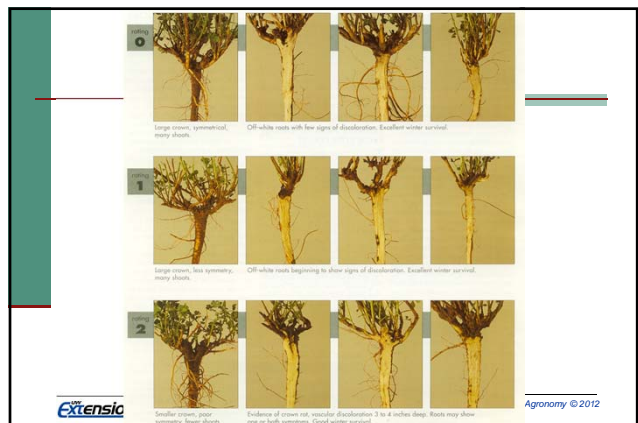 rating
0
Large crown, symmetrical,
many shoots
Off-white roots with few signs of discoloration. Excellent winter survival.
rating
1
Large crown, less symmetry,
many shoots
Off-white roots beginning to show signs of discoloration. Excellent winter survival.
rating
2
Smaller crown, poor
symmetry, fewer shoots
Evidence of crown rot, vascular discoloration 3 to 4 inches deep. Roots may show
one or both symptoms. Good winter survival.
UW
Extensio
Agronomy © 2012